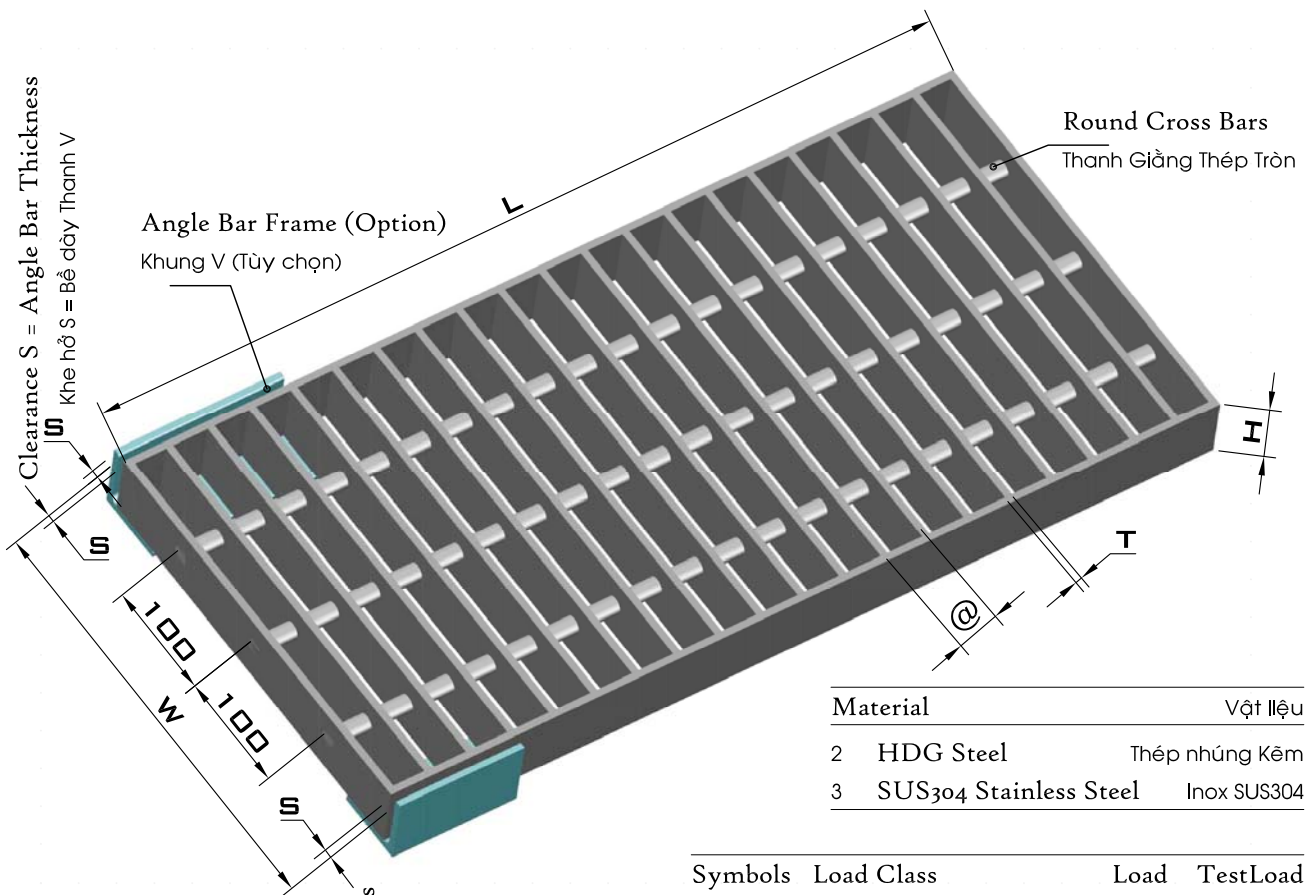 Clearance S = Angle Bar Thickness
Khe hở S = Bề dày Thanh V
Angle Bar Frame (Option)
Khung V (Tùy chọn)
L
Round Cross Bars
Thanh Giằng Thép Tròn
S
S
H
T
@
100
100
W
S
s
Material Vật liệu
2 HDG Steel Thép nhúng Kẽm
3 SUS304 Stainless Steel Inox SUS304
Symbols Load Class Load TestLoad